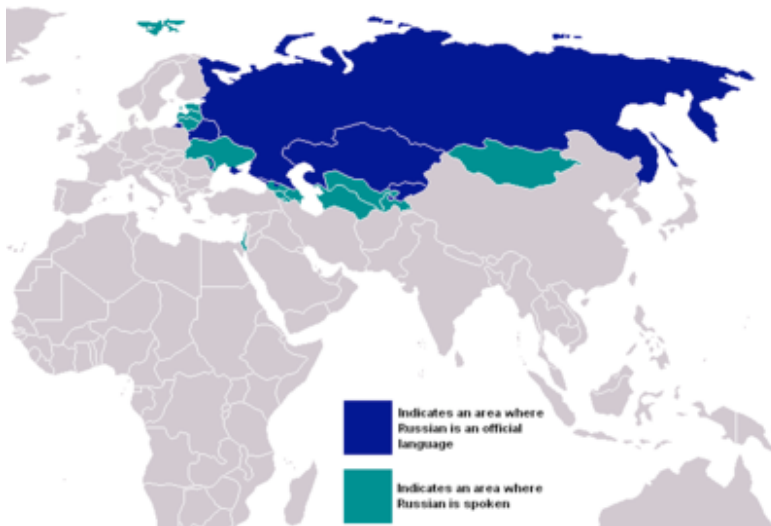 Indicates an area where
Russian is an official
language
Indicates an area where
Russian is spoken